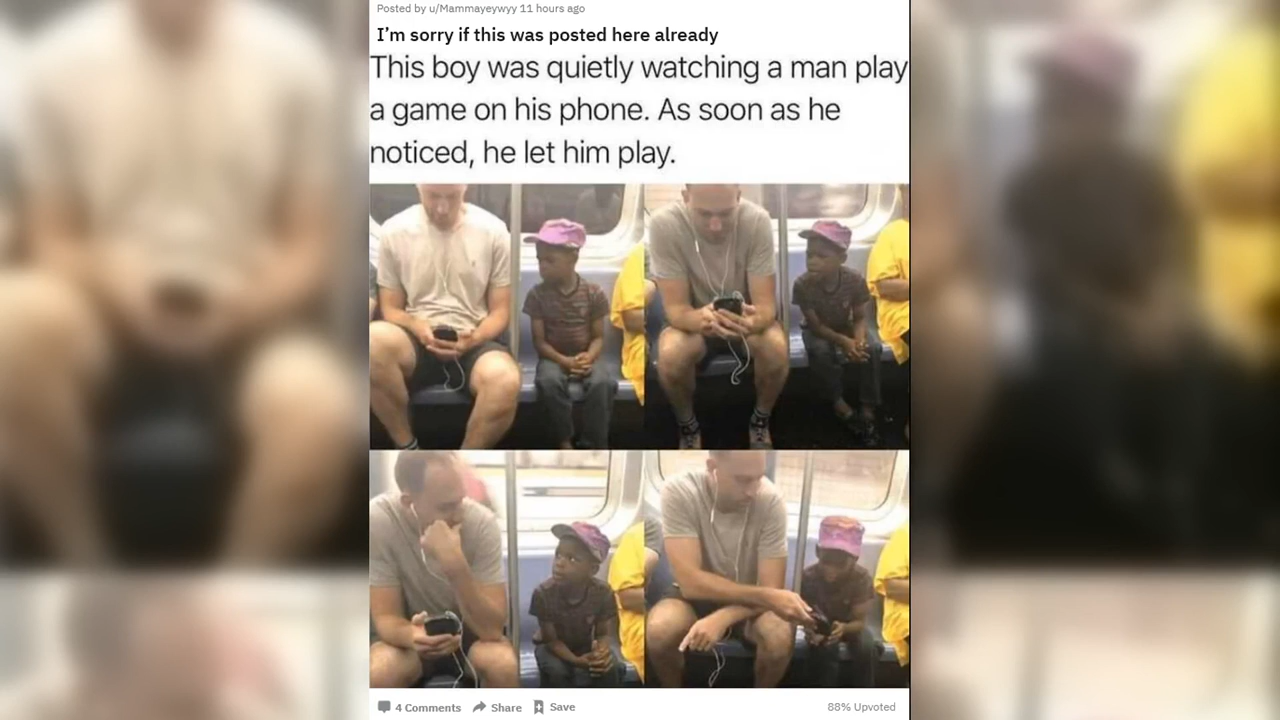 Posted by u/Mammayeywyy 11 hours ago
I’m sorry if this was posted here already
This boy was quietly watching a man play
a game on his phone. As soon as he
noticed, he let him play.
4 Comments Share Save 88% Upvoted